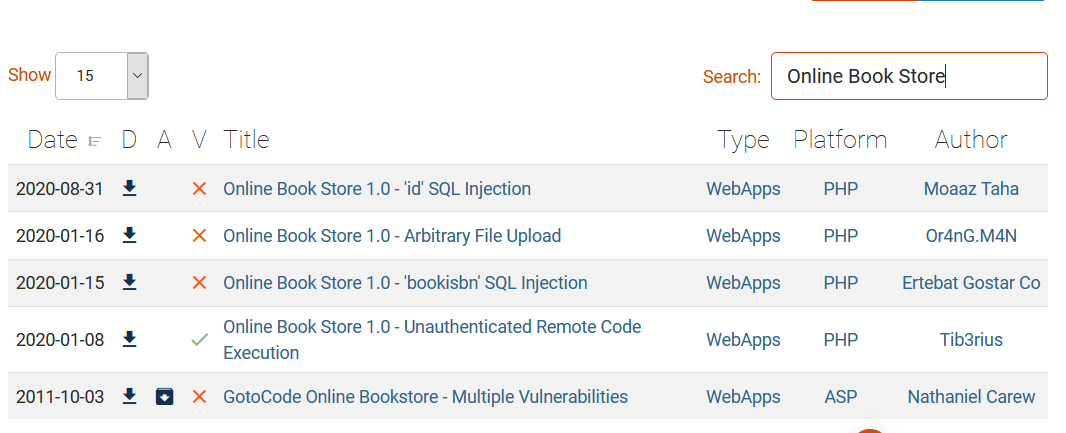 Show 15 Search: Online Book Store
Date D A V Title Type Platform Author
2020-08-31 Online Book Store 1.0 - 'id' SQL Injection WebApps PHP Moaaz Taha
2020-01-16 Online Book Store 1.0 - Arbitrary File Upload WebApps PHP Or4nG.M4N
2020-01-15 Online Book Store 1.0 - 'bookisbn' SQL Injection WebApps PHP Ertebat Gostar Co
2020-01-08 Online Book Store 1.0 - Unauthenticated Remote Code WebApps PHP Tib3rius
Execution
2011-10-03 GotoCode Online Bookstore - Multiple Vulnerabilities WebApps ASP Nathaniel Carew